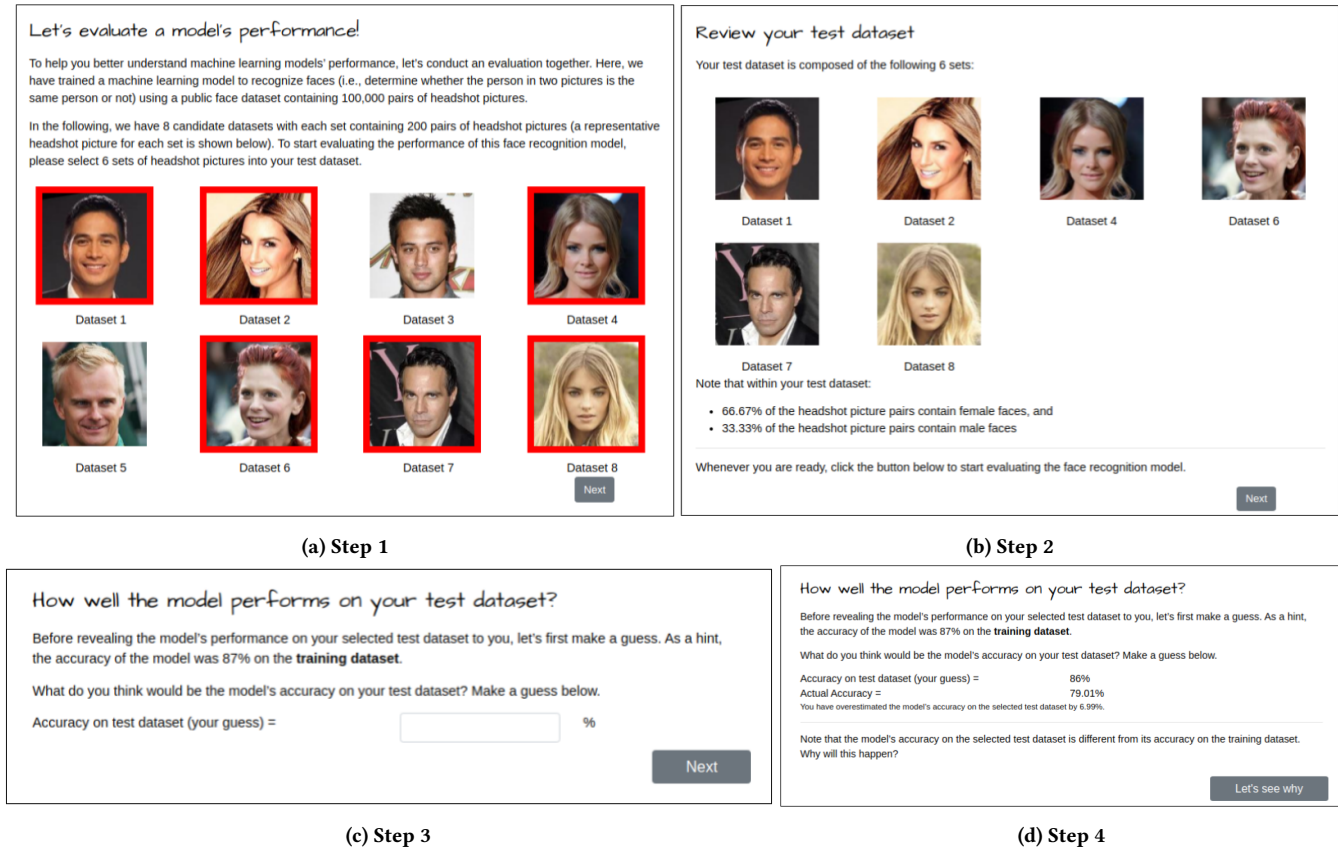 Let's evaluate a model's performance!
To help you better understand machine learning models' performance, let's conduct an evaluation together. Here, we
have trained a machine learning model to recognize faces (i.e., determine whether the person in two pictures is the
same person or not) using a public face dataset containing 100,000 pairs of headshot pictures.
In the following, we have 8 candidate datasets with each set containing 200 pairs of headshot pictures (a representative
headshot picture for each set is shown below). To start evaluating the performance of this face recognition model,
please select 6 sets of headshot pictures into your test dataset.
Dataset 1
Dataset 2
Dataset 3
Dataset 4
Dataset 5
Dataset 6
Dataset 7
Dataset 8
Next
(a) Step 1
Review your test dataset
Your test dataset is composed of the following 6 sets:
Dataset 1
Dataset 2
Dataset 4
Dataset 6
Dataset 7
Dataset 8
Note that within your test dataset:
• 66.67% of the headshot picture pairs contain female faces, and
• 33.33% of the headshot picture pairs contain male faces
Whenever you are ready, click the button below to start evaluating the face recognition model.
Next
(b) Step 2
How well the model performs on your test dataset?
Before revealing the model's performance on your selected test dataset to you, let's first make a guess. As a hint,
the accuracy of the model was 87% on the training dataset.
What do you think would be the model's accuracy on your test dataset? Make a guess below.
Accuracy on test dataset (your guess) = %
Next
(c) Step 3
How well the model performs on your test dataset?
Before revealing the model's performance on your selected test dataset to you, let's first make a guess. As a hint,
the accuracy of the model was 87% on the training dataset.
What do you think would be the model's accuracy on your test dataset? Make a guess below.
Accuracy on test dataset (your guess) = 86%
Actual Accuracy = 79.01%
You have overestimated the model's accuracy on the selected test dataset by 6.99%.
Note that the model's accuracy on the selected test dataset is different from its accuracy on the training dataset.
Why will this happen?
Let's see why
(d) Step 4